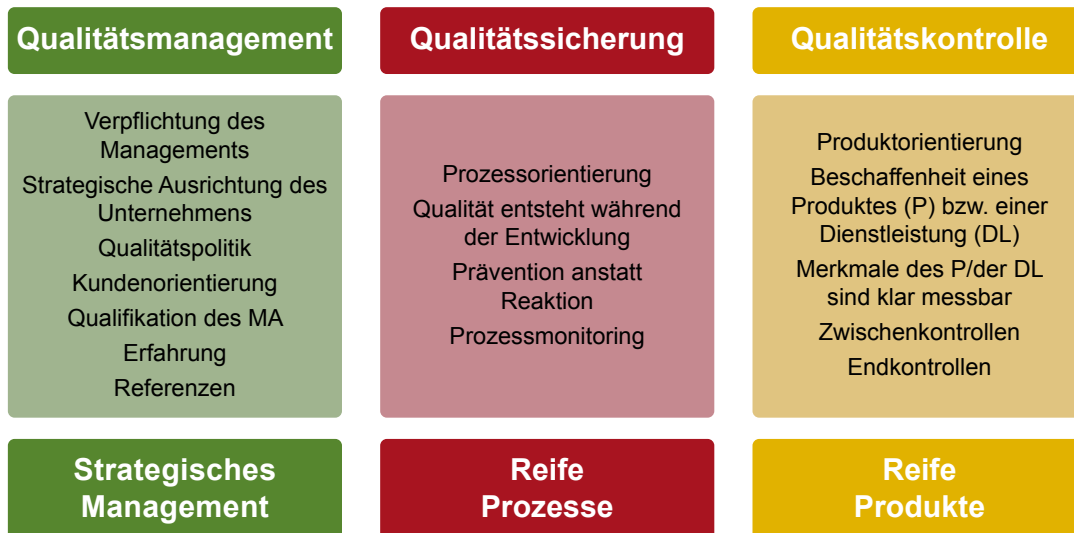 Qualitätsmanagement
Verpflichtung des
Managements
Strategische Ausrichtung des
Unternehmens
Qualitätspolitik
Kundenorientierung
Qualifikation des MA
Erfahrung
Referenzen
Strategisches
Management
Qualitätssicherung
Prozessorientierung
Qualität entsteht während
der Entwicklung
Prävention anstatt
Reaktion
Prozessmonitoring
Reife
Prozesse
Qualitätskontrolle
Produktorientierung
Beschaffenheit eines
Produktes (P) bzw. einer
Dienstleistung (DL)
Merkmale des P/der DL
sind klar messbar
Zwischenkontrollen
Endkontrollen
Reife
Produkte